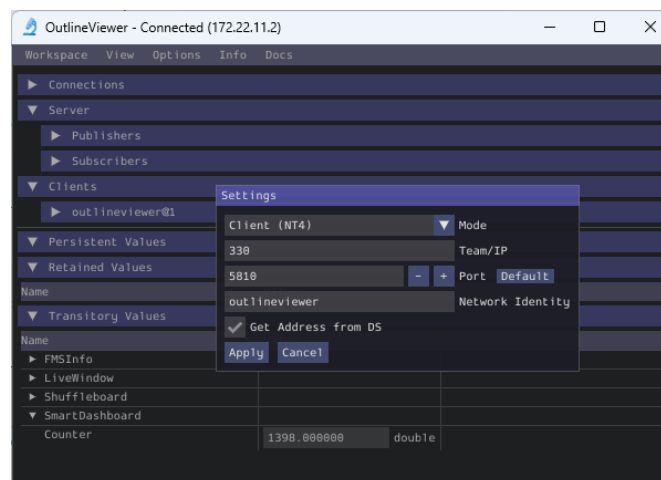 OutlineViewer - Connected (172.22.11.2)
Workspace View Options Info Docs
Connections
Server
Publishers
Subscribers
Clients
outlineviewer@1
Persistent Values
Retained Values
Name
Transitory Values
Name
FMSInfo
LiveWindow
Shuffleboard
SmartDashboard
Counter 1398.000000 double
Settings
Client (NT4) Mode
330 Team/IP
5810 - + Port Default
outlineviewer Network Identity
Get Address from DS
Apply Cancel